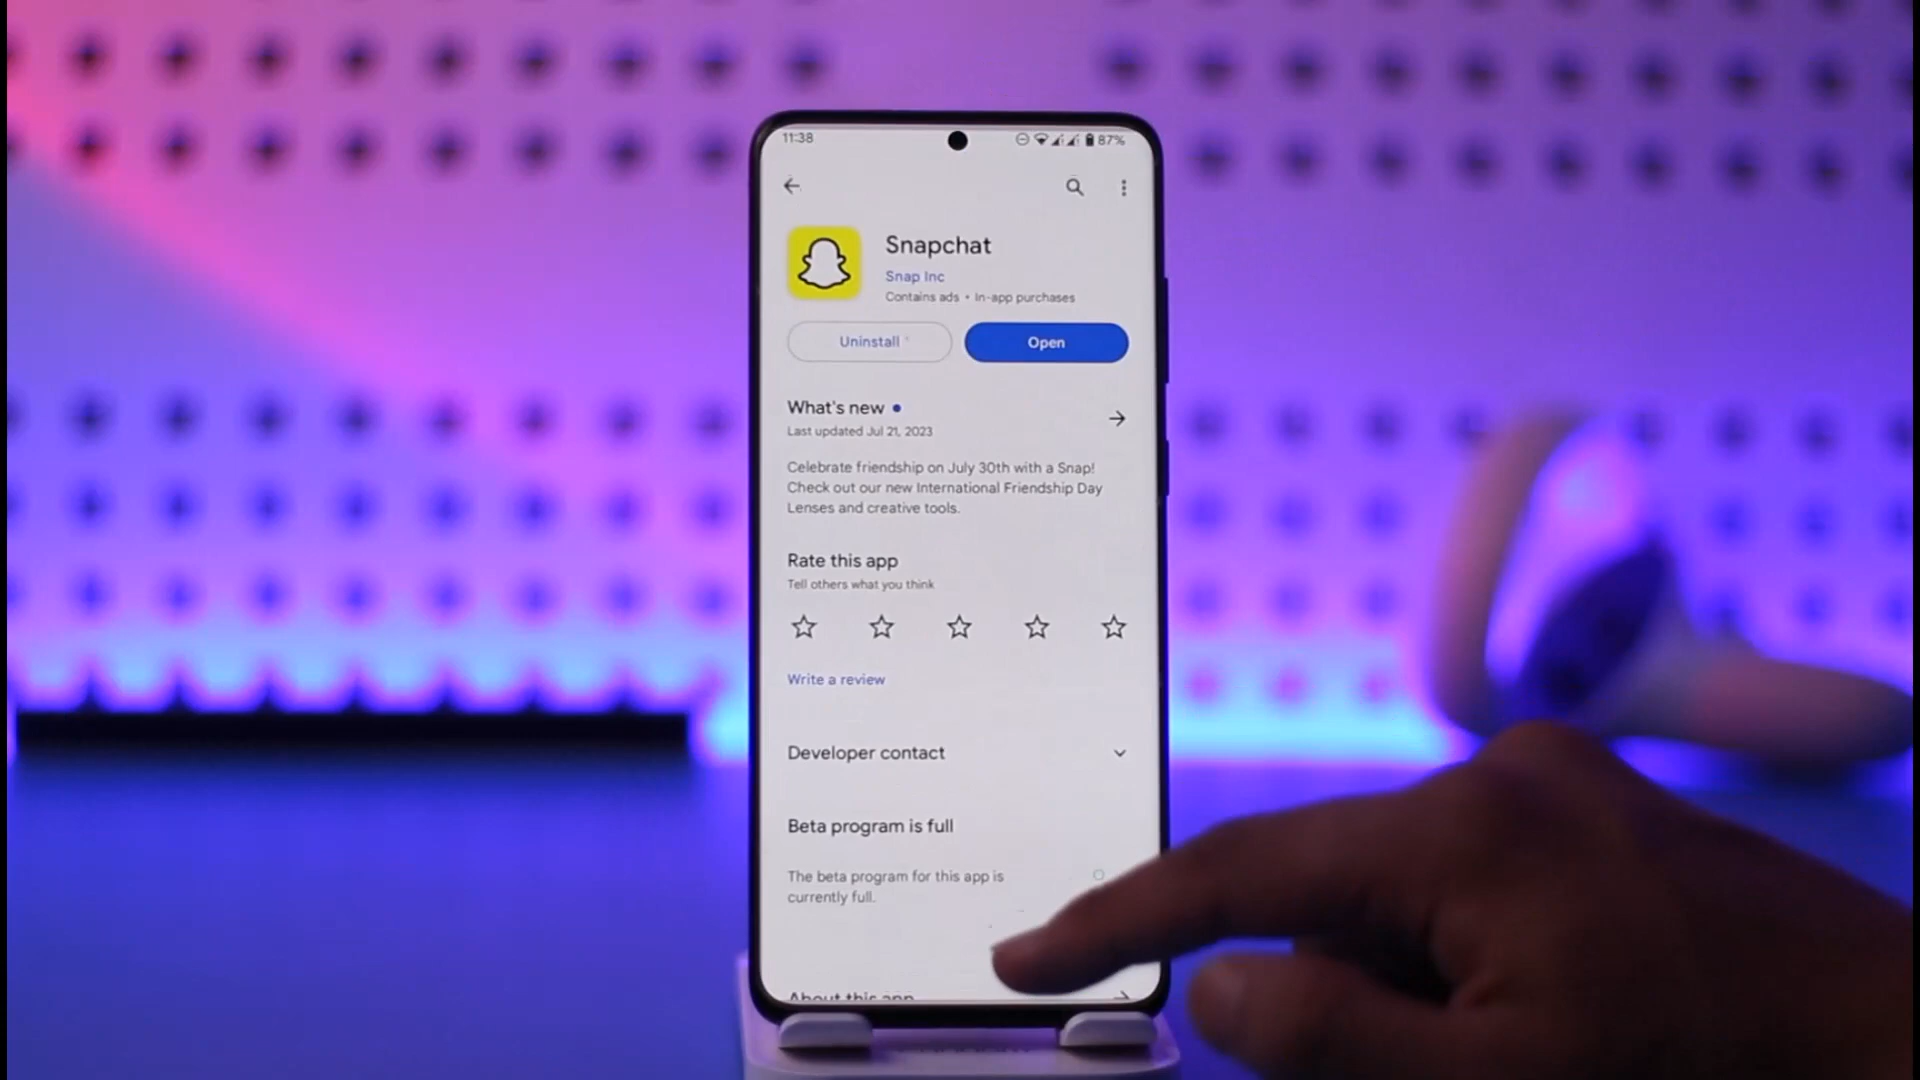 11:38
87%
Snapchat
Snap Inc
Contains ads • In-app purchases
Uninstall
Open
What's new
Last updated Jul 21, 2023
Celebrate friendship on July 30th with a Snap!
Check out our new International Friendship Day
Lenses and creative tools.
Rate this app
Tell others what you think
Write a review
Developer contact
Beta program is full
The beta program for this app is
currently full.
About this app